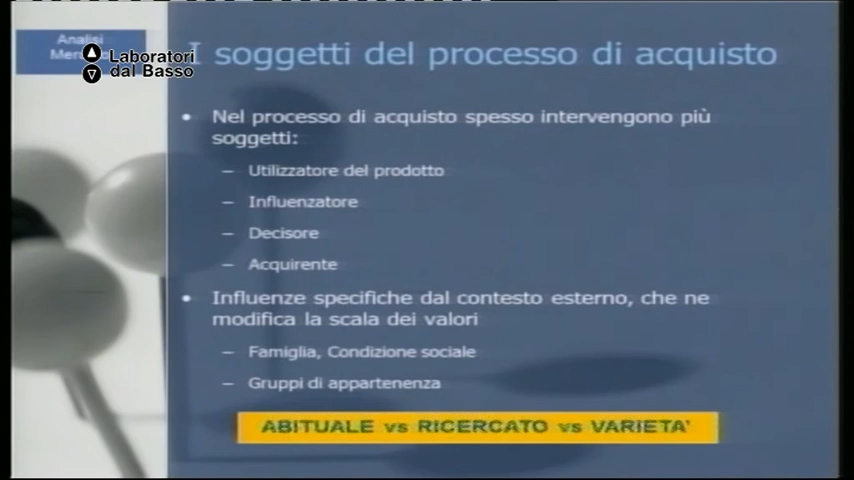 Analisi
Laboratori
dal Basso
I soggetti del processo di acquisto
• Nel processo di acquisto spesso intervengono più
soggetti:
– Utilizzatore del prodotto
– Influenzatore
– Decisore
– Acquirente
• Influenze specifiche dal contesto esterno, che ne
modifica la scala dei valori
– Famiglia, Condizione sociale
– Gruppi di appartenenza
ABITUALE vs RICERCATO vs VARIETA'